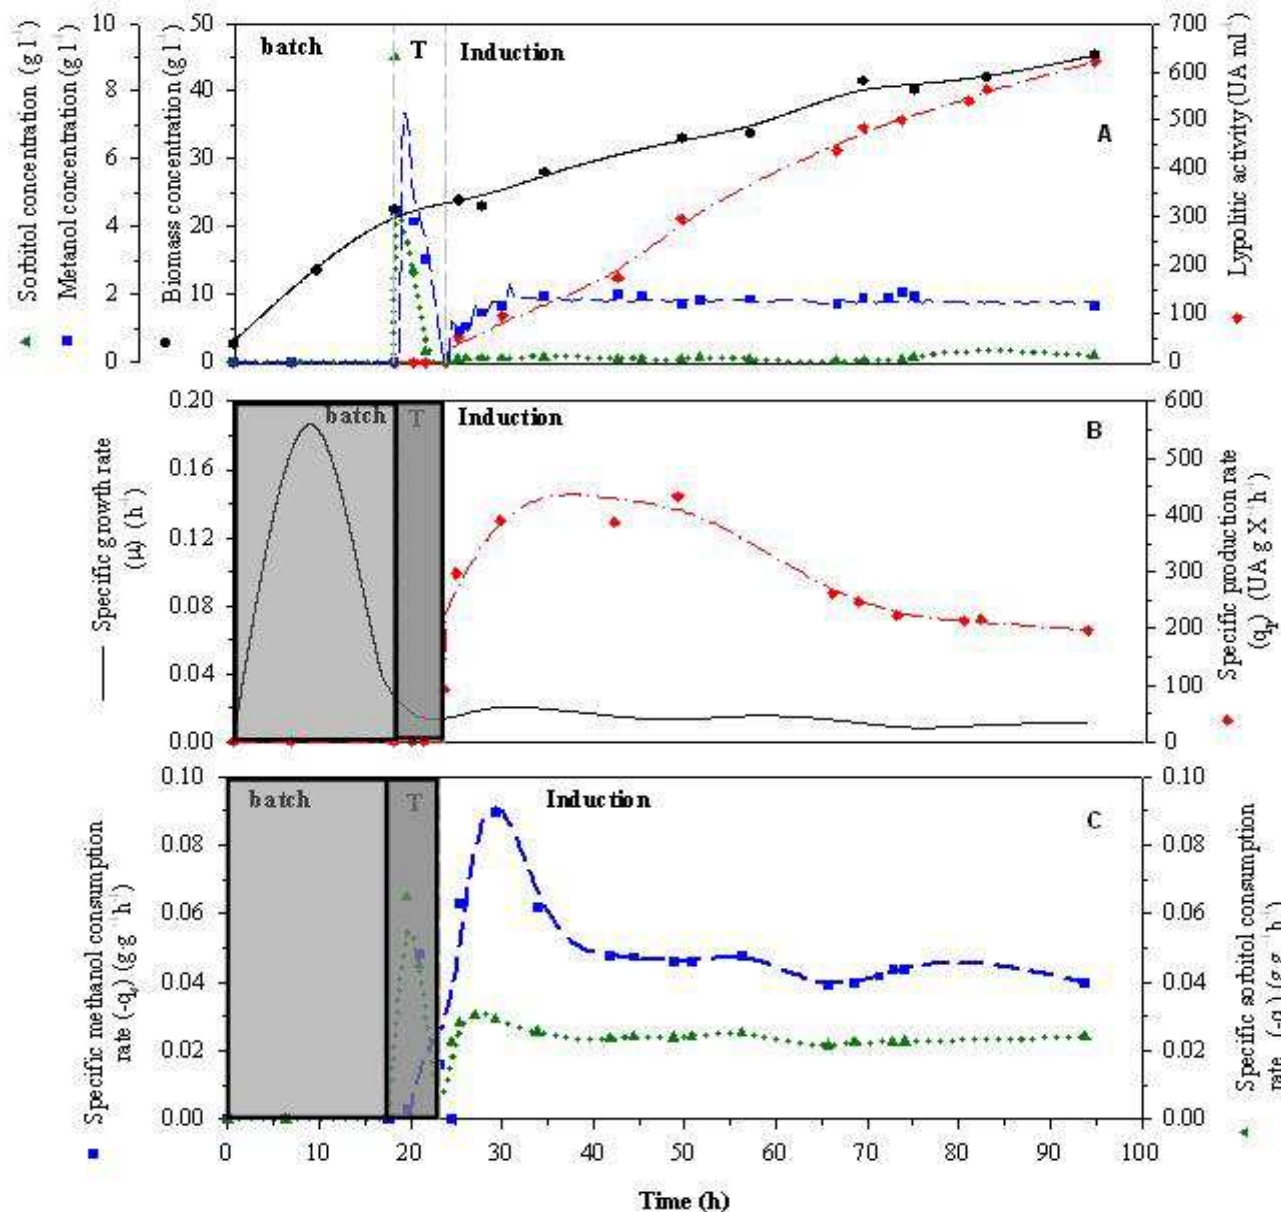 Sorbitol concentration (g l⁻¹)
Metanol concentration (g l⁻¹)
Biomass concentration (g l⁻¹)
10
8
6
4
2
0
50
40
30
20
10
0
batch
T
Induction
A
700
600
500
400
300
200
100
0
Lypolitic activity (UA ml⁻¹)
Specific growth rate
(μ) (h⁻¹)
0.20
0.16
0.12
0.08
0.04
0.00
batch
T
Induction
B
600
500
400
300
200
100
0
Specific production rate
(qₚ) (UA g X⁻¹h⁻¹)
Specific methanol consumption
rate (-qₛ) (g·g⁻¹h⁻¹)
0.10
0.08
0.06
0.04
0.02
0.00
batch
T
Induction
C
0.10
0.08
0.06
0.04
0.02
0.00
Specific sorbitol consumption
rate (-qₛ) (g·g⁻¹h⁻¹)
0
10
20
30
40
50
60
70
80
90
100
Time (h)